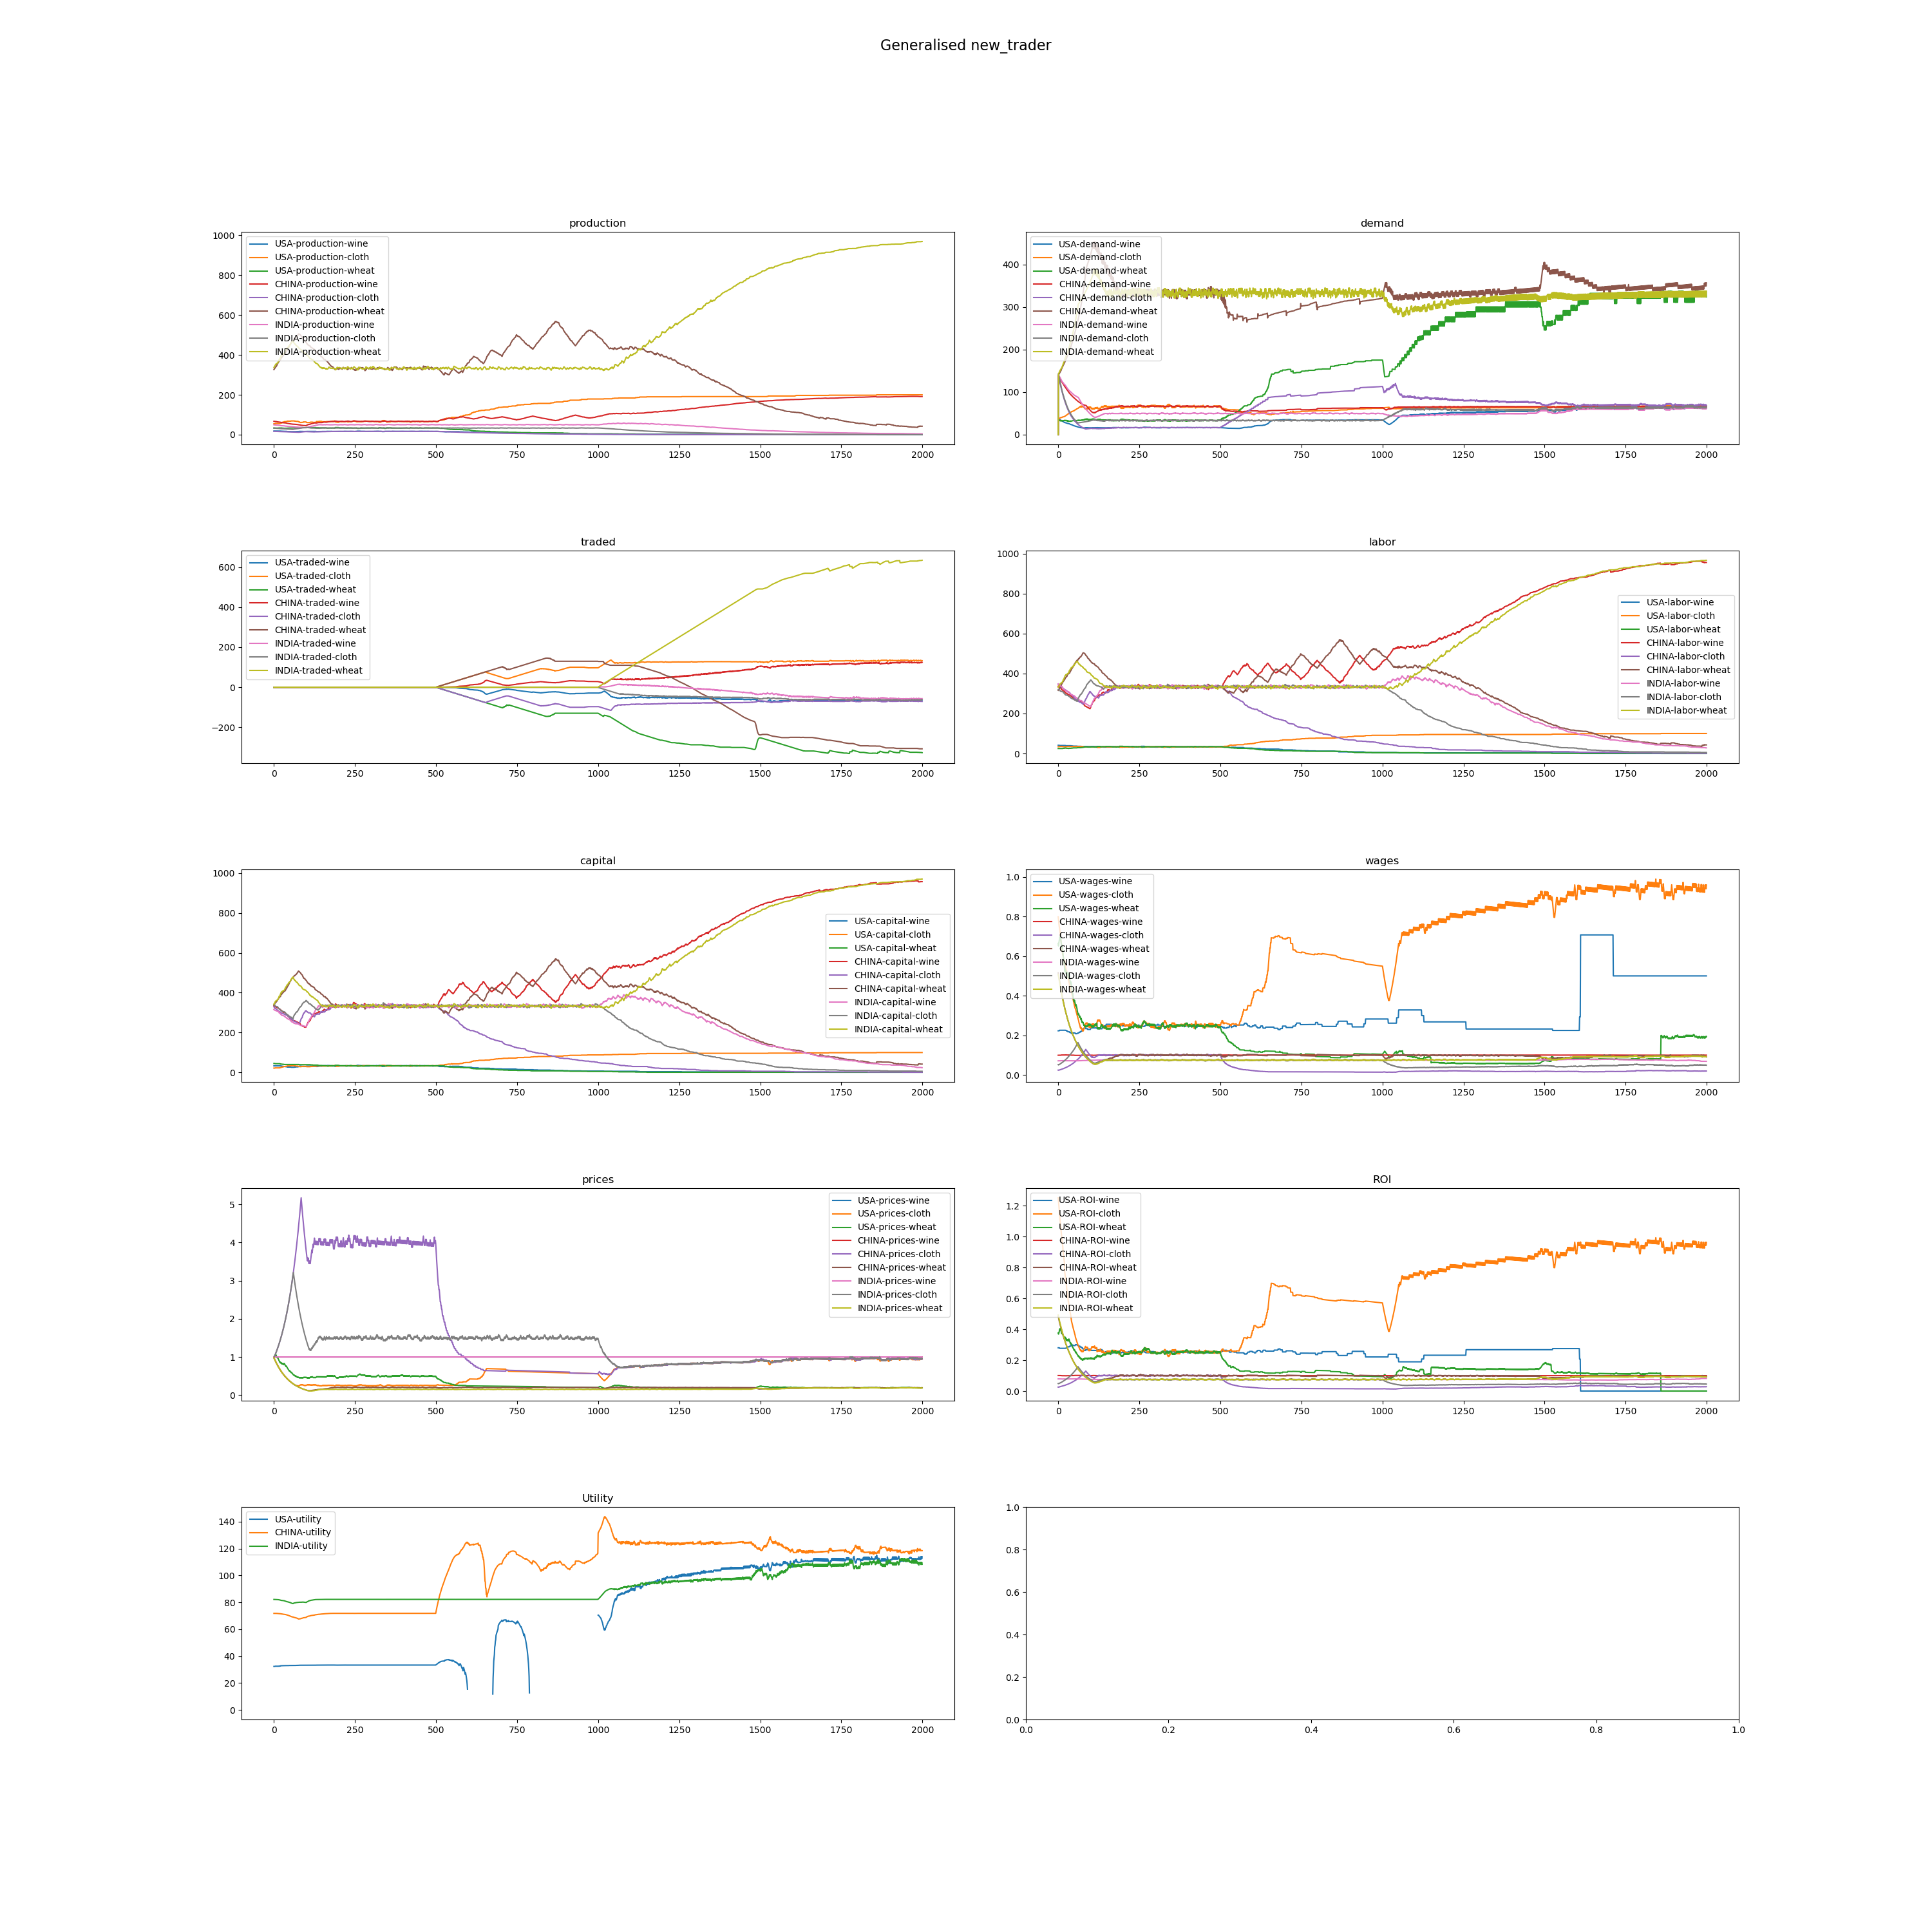 Generalised new_trader
production
1000
800
600
400
200
0
USA-production-wine
USA-production-cloth
USA-production-wheat
CHINA-production-wine
CHINA-production-cloth
CHINA-production-wheat
INDIA-production-wine
INDIA-production-cloth
INDIA-production-wheat
0 250 500 750 1000 1250 1500 1750 2000
demand
400
300
200
100
0
USA-demand-wine
USA-demand-cloth
USA-demand-wheat
CHINA-demand-wine
CHINA-demand-cloth
CHINA-demand-wheat
INDIA-demand-wine
INDIA-demand-cloth
INDIA-demand-wheat
0 250 500 750 1000 1250 1500 1750 2000
traded
600
400
200
0
−200
USA-traded-wine
USA-traded-cloth
USA-traded-wheat
CHINA-traded-wine
CHINA-traded-cloth
CHINA-traded-wheat
INDIA-traded-wine
INDIA-traded-cloth
INDIA-traded-wheat
0 250 500 750 1000 1250 1500 1750 2000
labor
1000
800
600
400
200
0
USA-labor-wine
USA-labor-cloth
USA-labor-wheat
CHINA-labor-wine
CHINA-labor-cloth
CHINA-labor-wheat
INDIA-labor-wine
INDIA-labor-cloth
INDIA-labor-wheat
0 250 500 750 1000 1250 1500 1750 2000
capital
1000
800
600
400
200
0
USA-capital-wine
USA-capital-cloth
USA-capital-wheat
CHINA-capital-wine
CHINA-capital-cloth
CHINA-capital-wheat
INDIA-capital-wine
INDIA-capital-cloth
INDIA-capital-wheat
0 250 500 750 1000 1250 1500 1750 2000
wages
1.0
0.8
0.6
0.4
0.2
0.0
USA-wages-wine
USA-wages-cloth
USA-wages-wheat
CHINA-wages-wine
CHINA-wages-cloth
CHINA-wages-wheat
INDIA-wages-wine
INDIA-wages-cloth
INDIA-wages-wheat
0 250 500 750 1000 1250 1500 1750 2000
prices
5
4
3
2
1
0
USA-prices-wine
USA-prices-cloth
USA-prices-wheat
CHINA-prices-wine
CHINA-prices-cloth
CHINA-prices-wheat
INDIA-prices-wine
INDIA-prices-cloth
INDIA-prices-wheat
0 250 500 750 1000 1250 1500 1750 2000
ROI
1.2
1.0
0.8
0.6
0.4
0.2
0.0
USA-ROI-wine
USA-ROI-cloth
USA-ROI-wheat
CHINA-ROI-wine
CHINA-ROI-cloth
CHINA-ROI-wheat
INDIA-ROI-wine
INDIA-ROI-cloth
INDIA-ROI-wheat
0 250 500 750 1000 1250 1500 1750 2000
Utility
140
120
100
80
60
40
20
0
USA-utility
CHINA-utility
INDIA-utility
0 250 500 750 1000 1250 1500 1750 2000
1.0
0.8
0.6
0.4
0.2
0.0
0.0 0.2 0.4 0.6 0.8 1.0